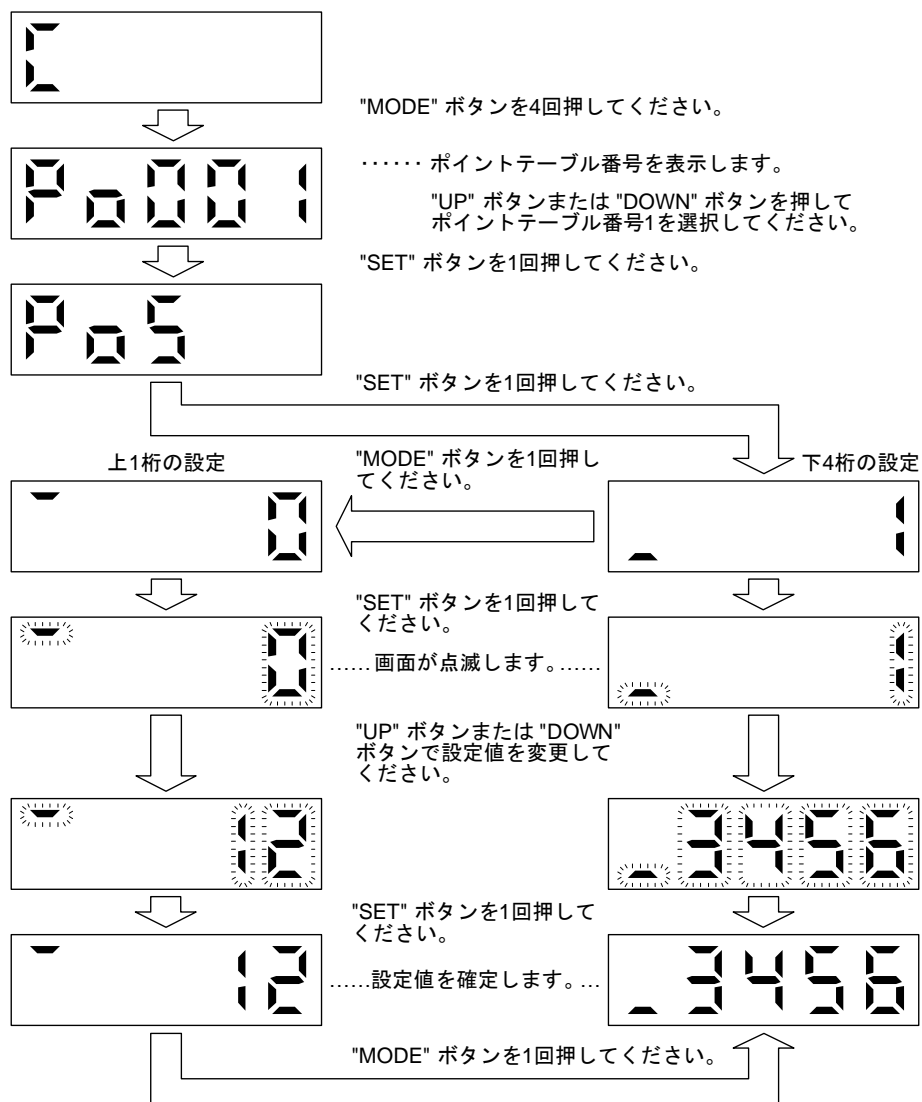 C
"MODE" ボタンを4回押してください。
Po001
‥‥‥ ポイントテーブル番号を表示します。
"UP" ボタンまたは "DOWN" ボタンを押して
ポイントテーブル番号1を選択してください。
"SET" ボタンを1回押してください。
PoS
"SET" ボタンを1回押してください。
上1桁の設定
"MODE" ボタンを1回押し
てください。
下4桁の設定
¯ 0
_ 1
"SET" ボタンを1回押して
ください。
¯ 0
……画面が点滅します。……
_ 1
"UP" ボタンまたは "DOWN"
ボタンで設定値を変更して
ください。
¯ 12
_3456
"SET" ボタンを1回押して
ください。
¯ 12
……設定値を確定します。…
_3456
"MODE" ボタンを1回押してください。